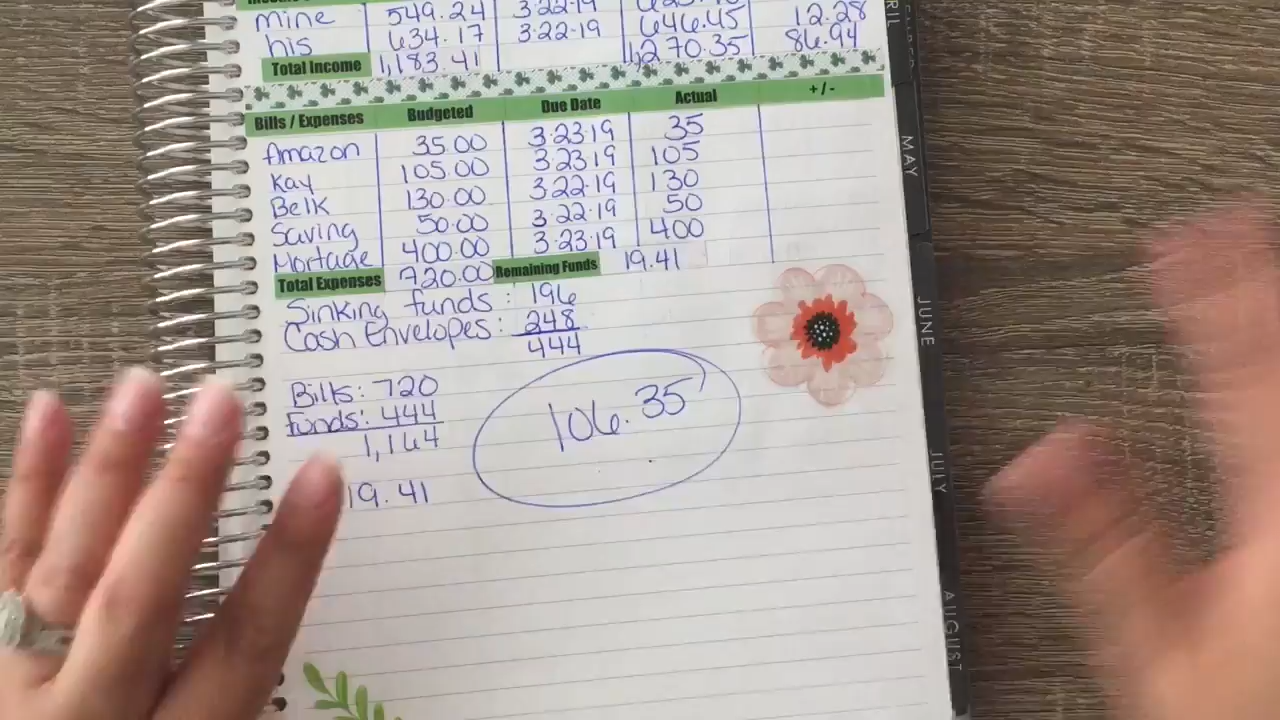 mine 549.24 3.22.19 12.28
his 634.17 3.22.19 646.45 86.94
Total Income 1,183.41 1,270.35
Bills / Expenses Budgeted Due Date Actual + / -
Amazon 35.00 3.23.19 35
Kay 105.00 3.23.19 105
Belk 130.00 3.22.19 130
Saving 50.00 3.22.19 50
Mortage 400.00 3.23.19 400
Total Expenses 720.00 Remaining Funds 19.41
Sinking funds : 196
Cash Envelopes : 248
444
Bills: 720
Funds: 444
1,164
106.35
19.41
MAY
JUNE
JULY
AUGUST